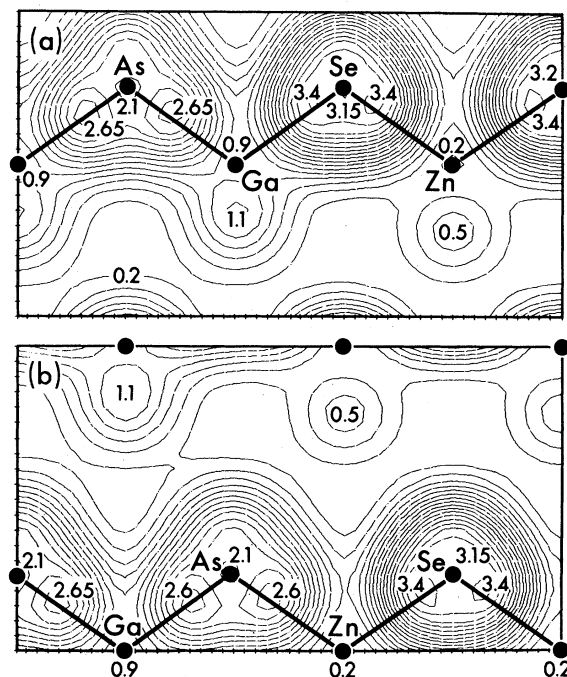 (a)
As Se
3.2
3.4 3.4
2.1 3.15
2.65 2.65 3.4
0.9 0.2
0.9 Ga Zn
1.1 0.5
0.2
(b)
1.1 0.5
2.1 As 2.1 Se 3.15
2.65 2.6 2.6 3.4 3.4
Ga Zn
0.9 0.2 0.2